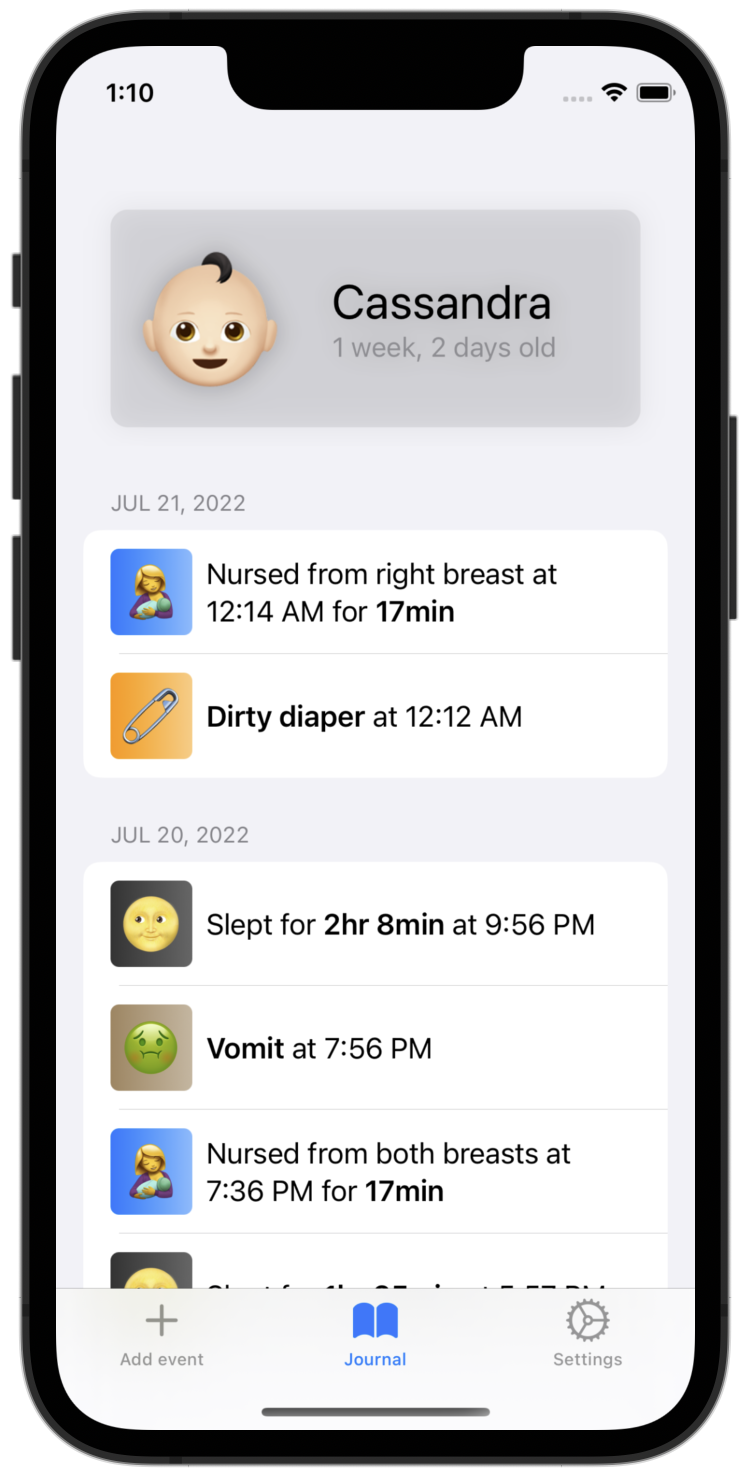 1:10
Cassandra
1 week, 2 days old
JUL 21, 2022
Nursed from right breast at
12:14 AM for 17min
Dirty diaper at 12:12 AM
JUL 20, 2022
Slept for 2hr 8min at 9:56 PM
Vomit at 7:56 PM
Nursed from both breasts at
7:36 PM for 17min
Slept for
Add event
Journal
Settings